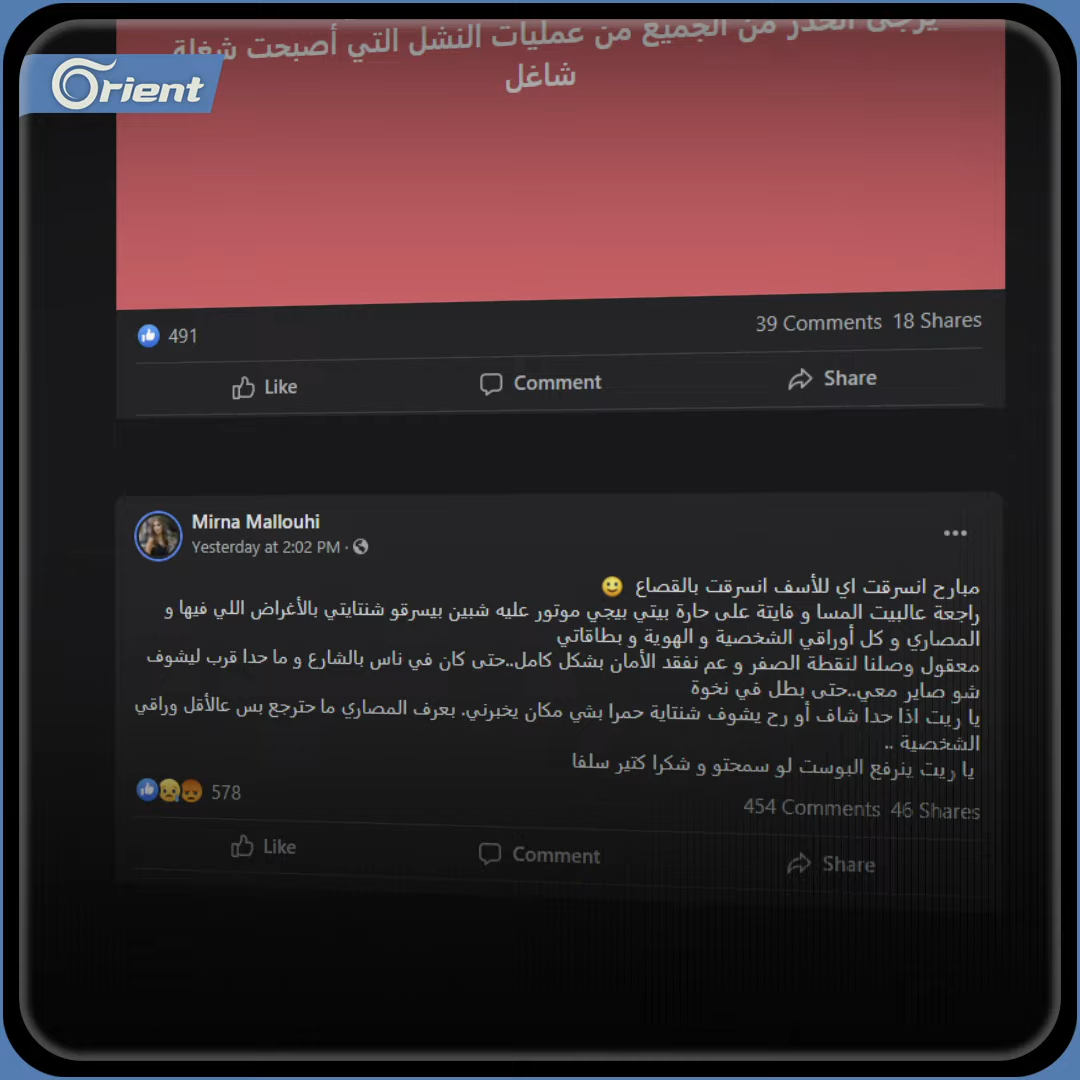 يرجى الحذر من الجميع من عمليات النشل التي أصبحت شغلة
شاغل
Orient
491
39 Comments 18 Shares
Like
Comment
Share
Mirna Mallouhi
Yesterday at 2:02 PM ·
مبارح انسرقت اي للأسف انسرقت بالقصاع 🙂
راجعة عالبيت المسا و فايتة على حارة بيتي بيجي موتور عليه شبين بيسرقو شنتايتي بالأغراض اللي فيها و
المصاري و كل أوراقي الشخصية و الهوية و بطاقاتي
معقول وصلنا لنقطة الصفر و عم نفقد الأمان بشكل كامل..حتى كان في ناس بالشارع و ما حدا قرب ليشوف
شو صاير معي..حتى بطل في نخوة
يا ريت اذا حدا شاف أو رح يشوف شنتاية حمرا بشي مكان يخبرني. بعرف المصاري ما حترجع بس عالأقل وراقي
الشخصية ..
يا ريت ينرفع البوست لو سمحتو و شكرا كتير سلفا
578
454 Comments 46 Shares
Like
Comment
Share